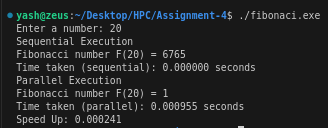 yash@zeus:~/Desktop/HPC/Assignment-4$ ./fibonaci.exe
Enter a number: 20
Sequential Execution
Fibonacci number F(20) = 6765
Time taken (sequential): 0.000000 seconds
Parallel Execution
Fibonacci number F(20) = 1
Time taken (parallel): 0.000955 seconds
Speed Up: 0.000241